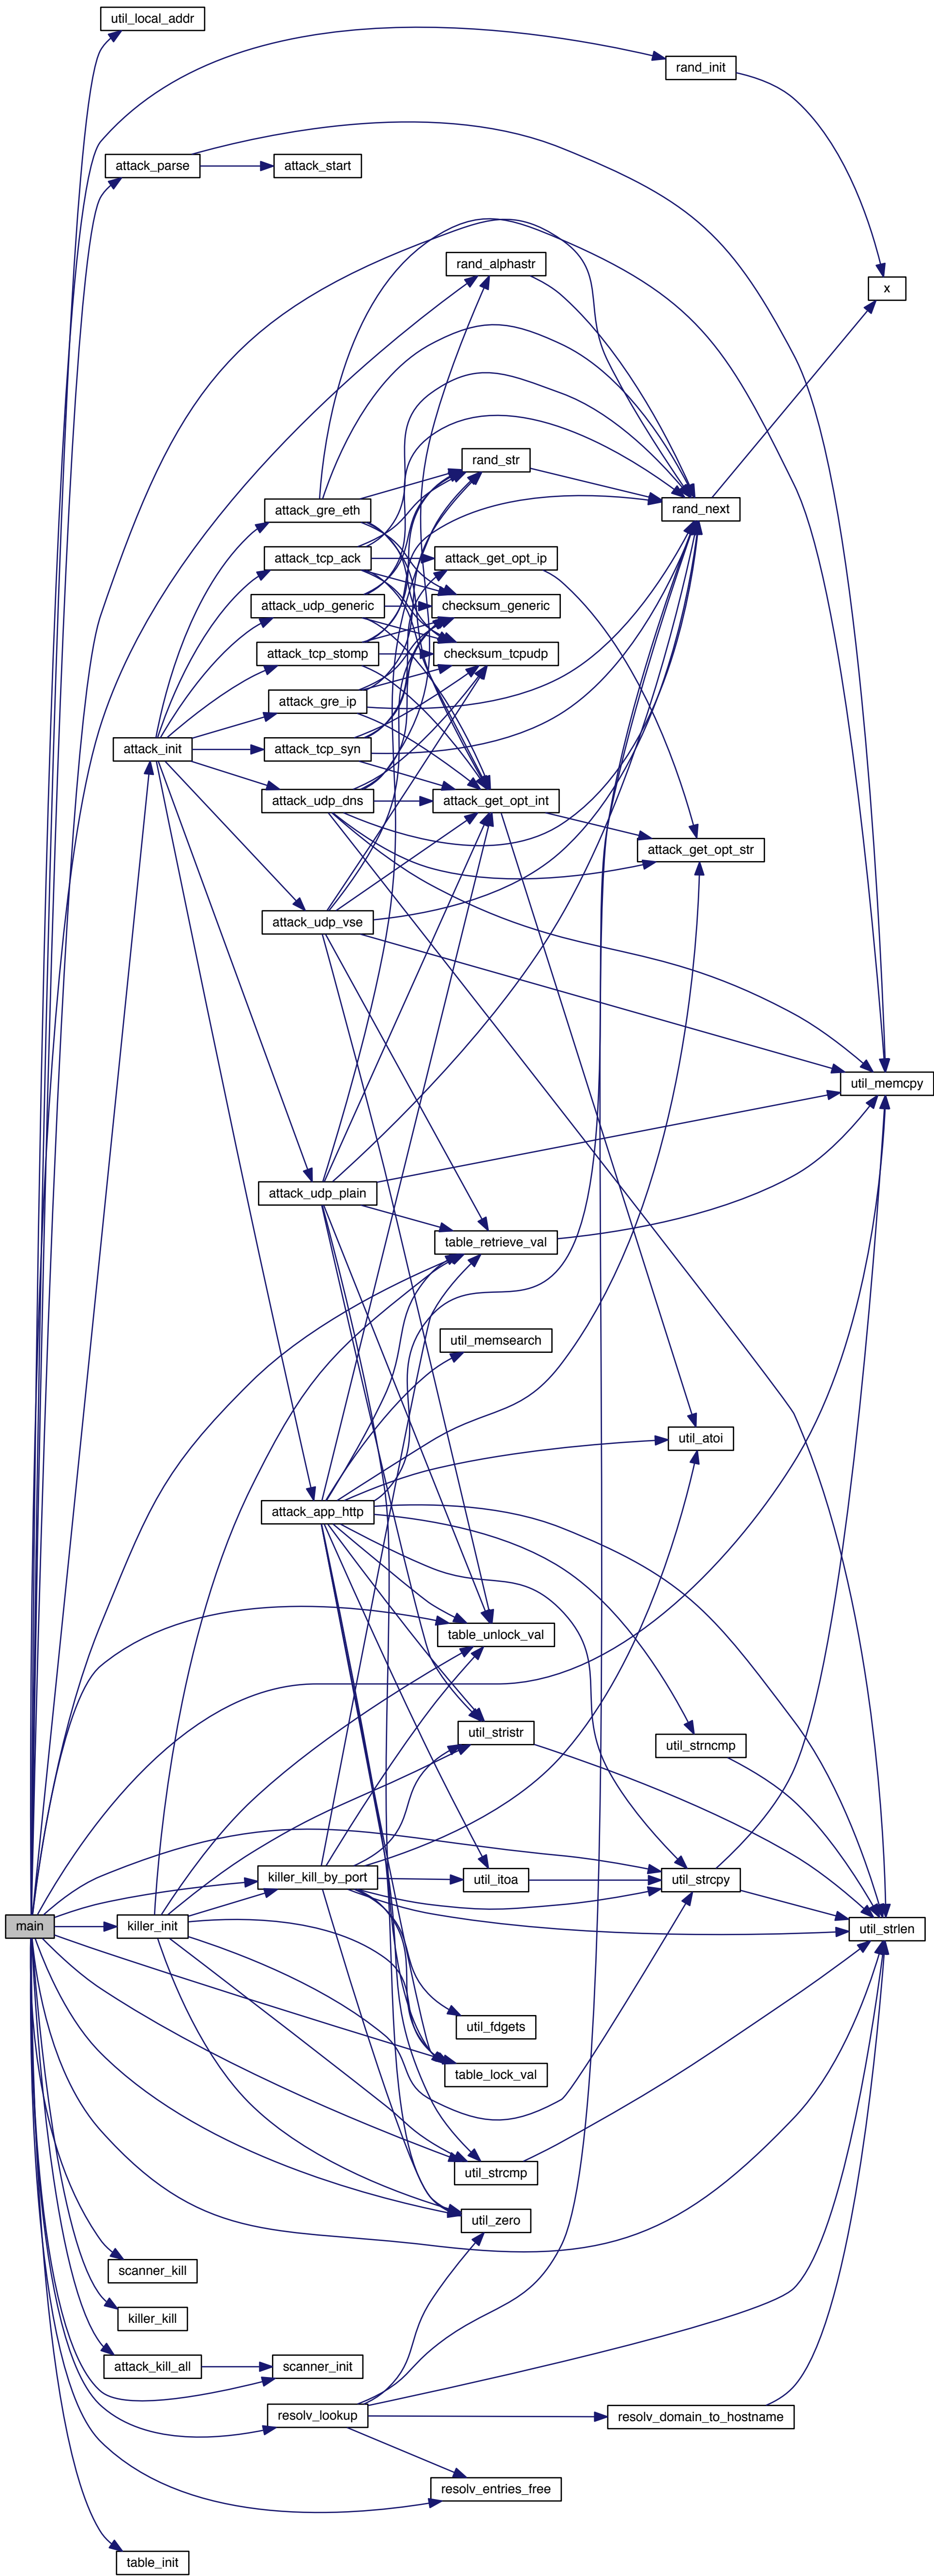 util_local_addr
rand_init
attack_parse
attack_start
rand_alphastr
x
rand_str
attack_gre_eth
rand_next
attack_tcp_ack
attack_get_opt_ip
attack_udp_generic
checksum_generic
attack_tcp_stomp
checksum_tcpudp
attack_gre_ip
attack_init
attack_tcp_syn
attack_udp_dns
attack_get_opt_int
attack_get_opt_str
attack_udp_vse
util_memcpy
attack_udp_plain
table_retrieve_val
util_memsearch
util_atoi
attack_app_http
table_unlock_val
util_stristr
util_strncmp
killer_kill_by_port
util_itoa
util_strcpy
main
killer_init
util_strlen
util_fdgets
table_lock_val
util_strcmp
util_zero
scanner_kill
killer_kill
attack_kill_all
scanner_init
resolv_lookup
resolv_domain_to_hostname
resolv_entries_free
table_init